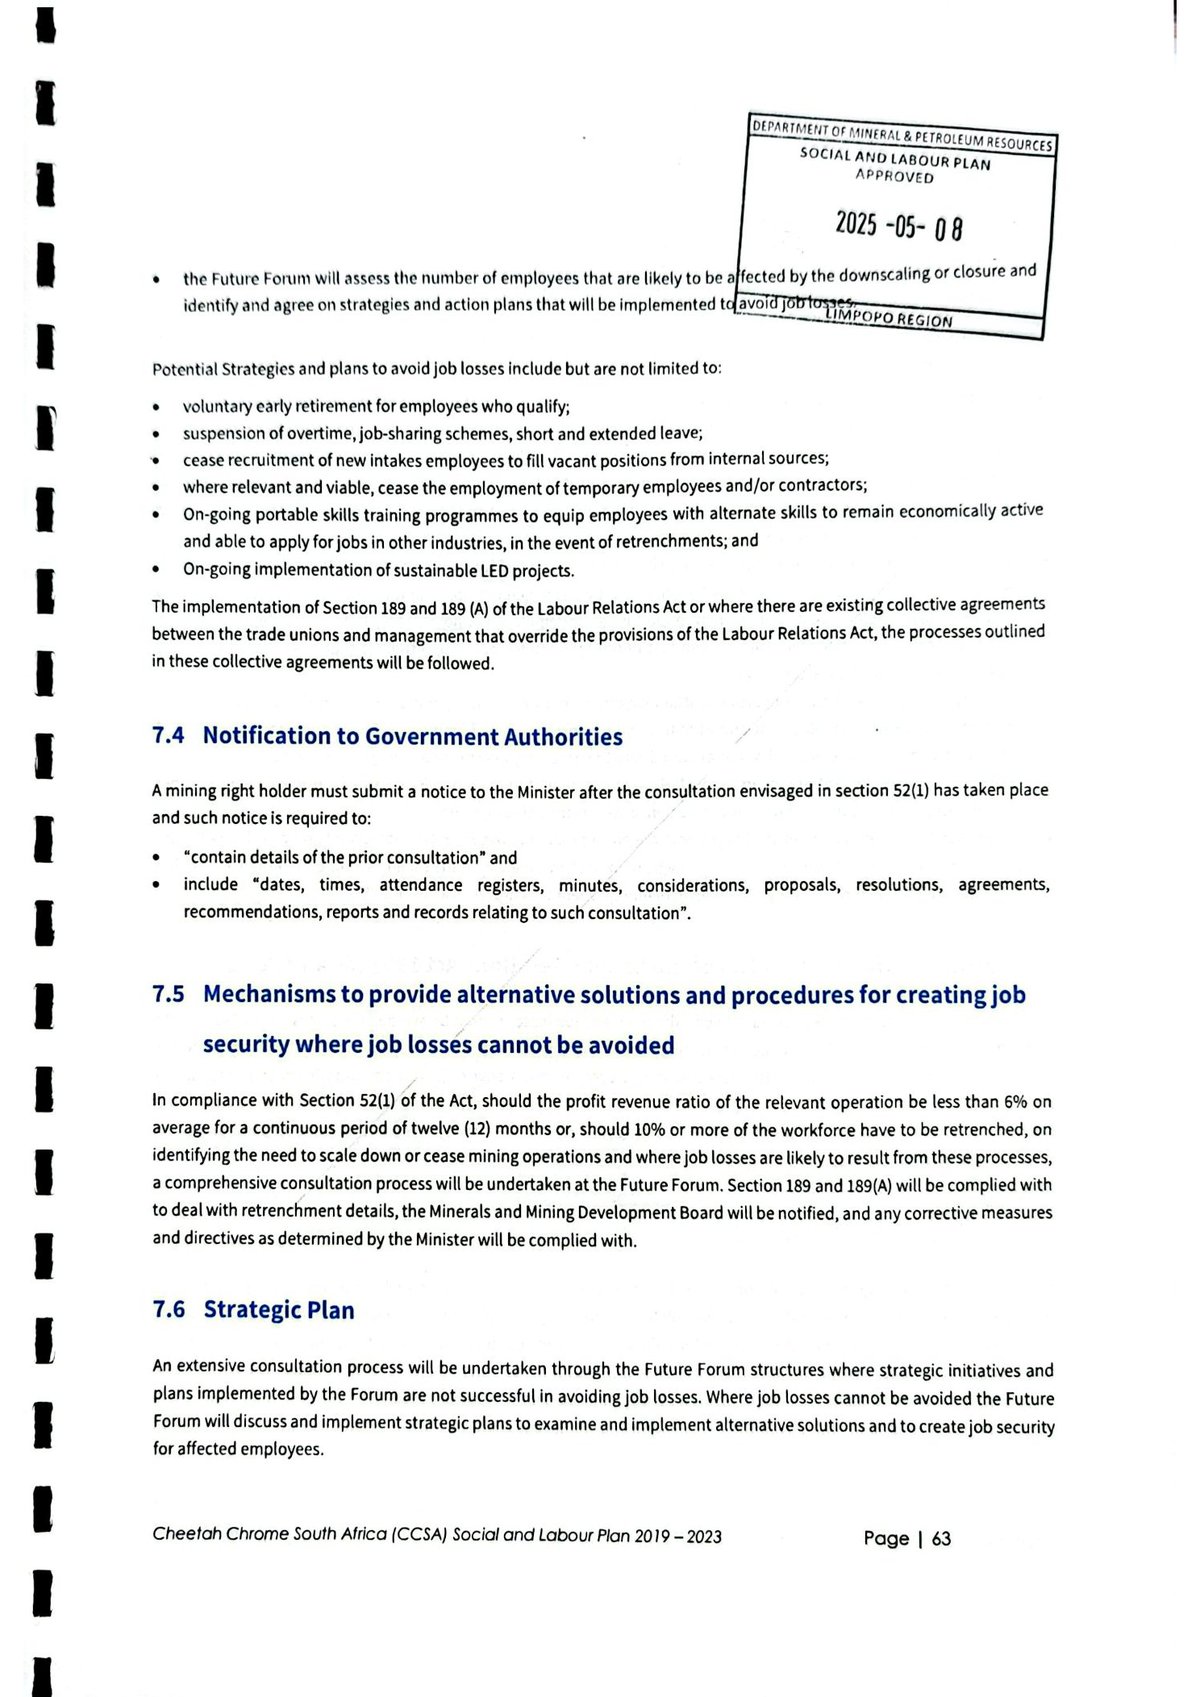 DEPARTMENT OF MINERAL & PETROLEUM RESOURCES
SOCIAL AND LABOUR PLAN
APPROVED
2025 -05- 08
LIMPOPO REGION
• the Future Forum will assess the number of employees that are likely to be affected by the downscaling or closure and
identify and agree on strategies and action plans that will be implemented to avoid job losses.
Potential Strategies and plans to avoid job losses include but are not limited to:
• voluntary early retirement for employees who qualify;
• suspension of overtime, job-sharing schemes, short and extended leave;
• cease recruitment of new intakes employees to fill vacant positions from internal sources;
• where relevant and viable, cease the employment of temporary employees and/or contractors;
• On-going portable skills training programmes to equip employees with alternate skills to remain economically active
and able to apply for jobs in other industries, in the event of retrenchments; and
• On-going implementation of sustainable LED projects.
The implementation of Section 189 and 189 (A) of the Labour Relations Act or where there are existing collective agreements
between the trade unions and management that override the provisions of the Labour Relations Act, the processes outlined
in these collective agreements will be followed.
7.4 Notification to Government Authorities
A mining right holder must submit a notice to the Minister after the consultation envisaged in section 52(1) has taken place
and such notice is required to:
• “contain details of the prior consultation” and
• include “dates, times, attendance registers, minutes, considerations, proposals, resolutions, agreements,
recommendations, reports and records relating to such consultation”.
7.5 Mechanisms to provide alternative solutions and procedures for creating job
security where job losses cannot be avoided
In compliance with Section 52(1) of the Act, should the profit revenue ratio of the relevant operation be less than 6% on
average for a continuous period of twelve (12) months or, should 10% or more of the workforce have to be retrenched, on
identifying the need to scale down or cease mining operations and where job losses are likely to result from these processes,
a comprehensive consultation process will be undertaken at the Future Forum. Section 189 and 189(A) will be complied with
to deal with retrenchment details, the Minerals and Mining Development Board will be notified, and any corrective measures
and directives as determined by the Minister will be complied with.
7.6 Strategic Plan
An extensive consultation process will be undertaken through the Future Forum structures where strategic initiatives and
plans implemented by the Forum are not successful in avoiding job losses. Where job losses cannot be avoided the Future
Forum will discuss and implement strategic plans to examine and implement alternative solutions and to create job security
for affected employees.
Cheetah Chrome South Africa (CCSA) Social and Labour Plan 2019 – 2023 Page | 63